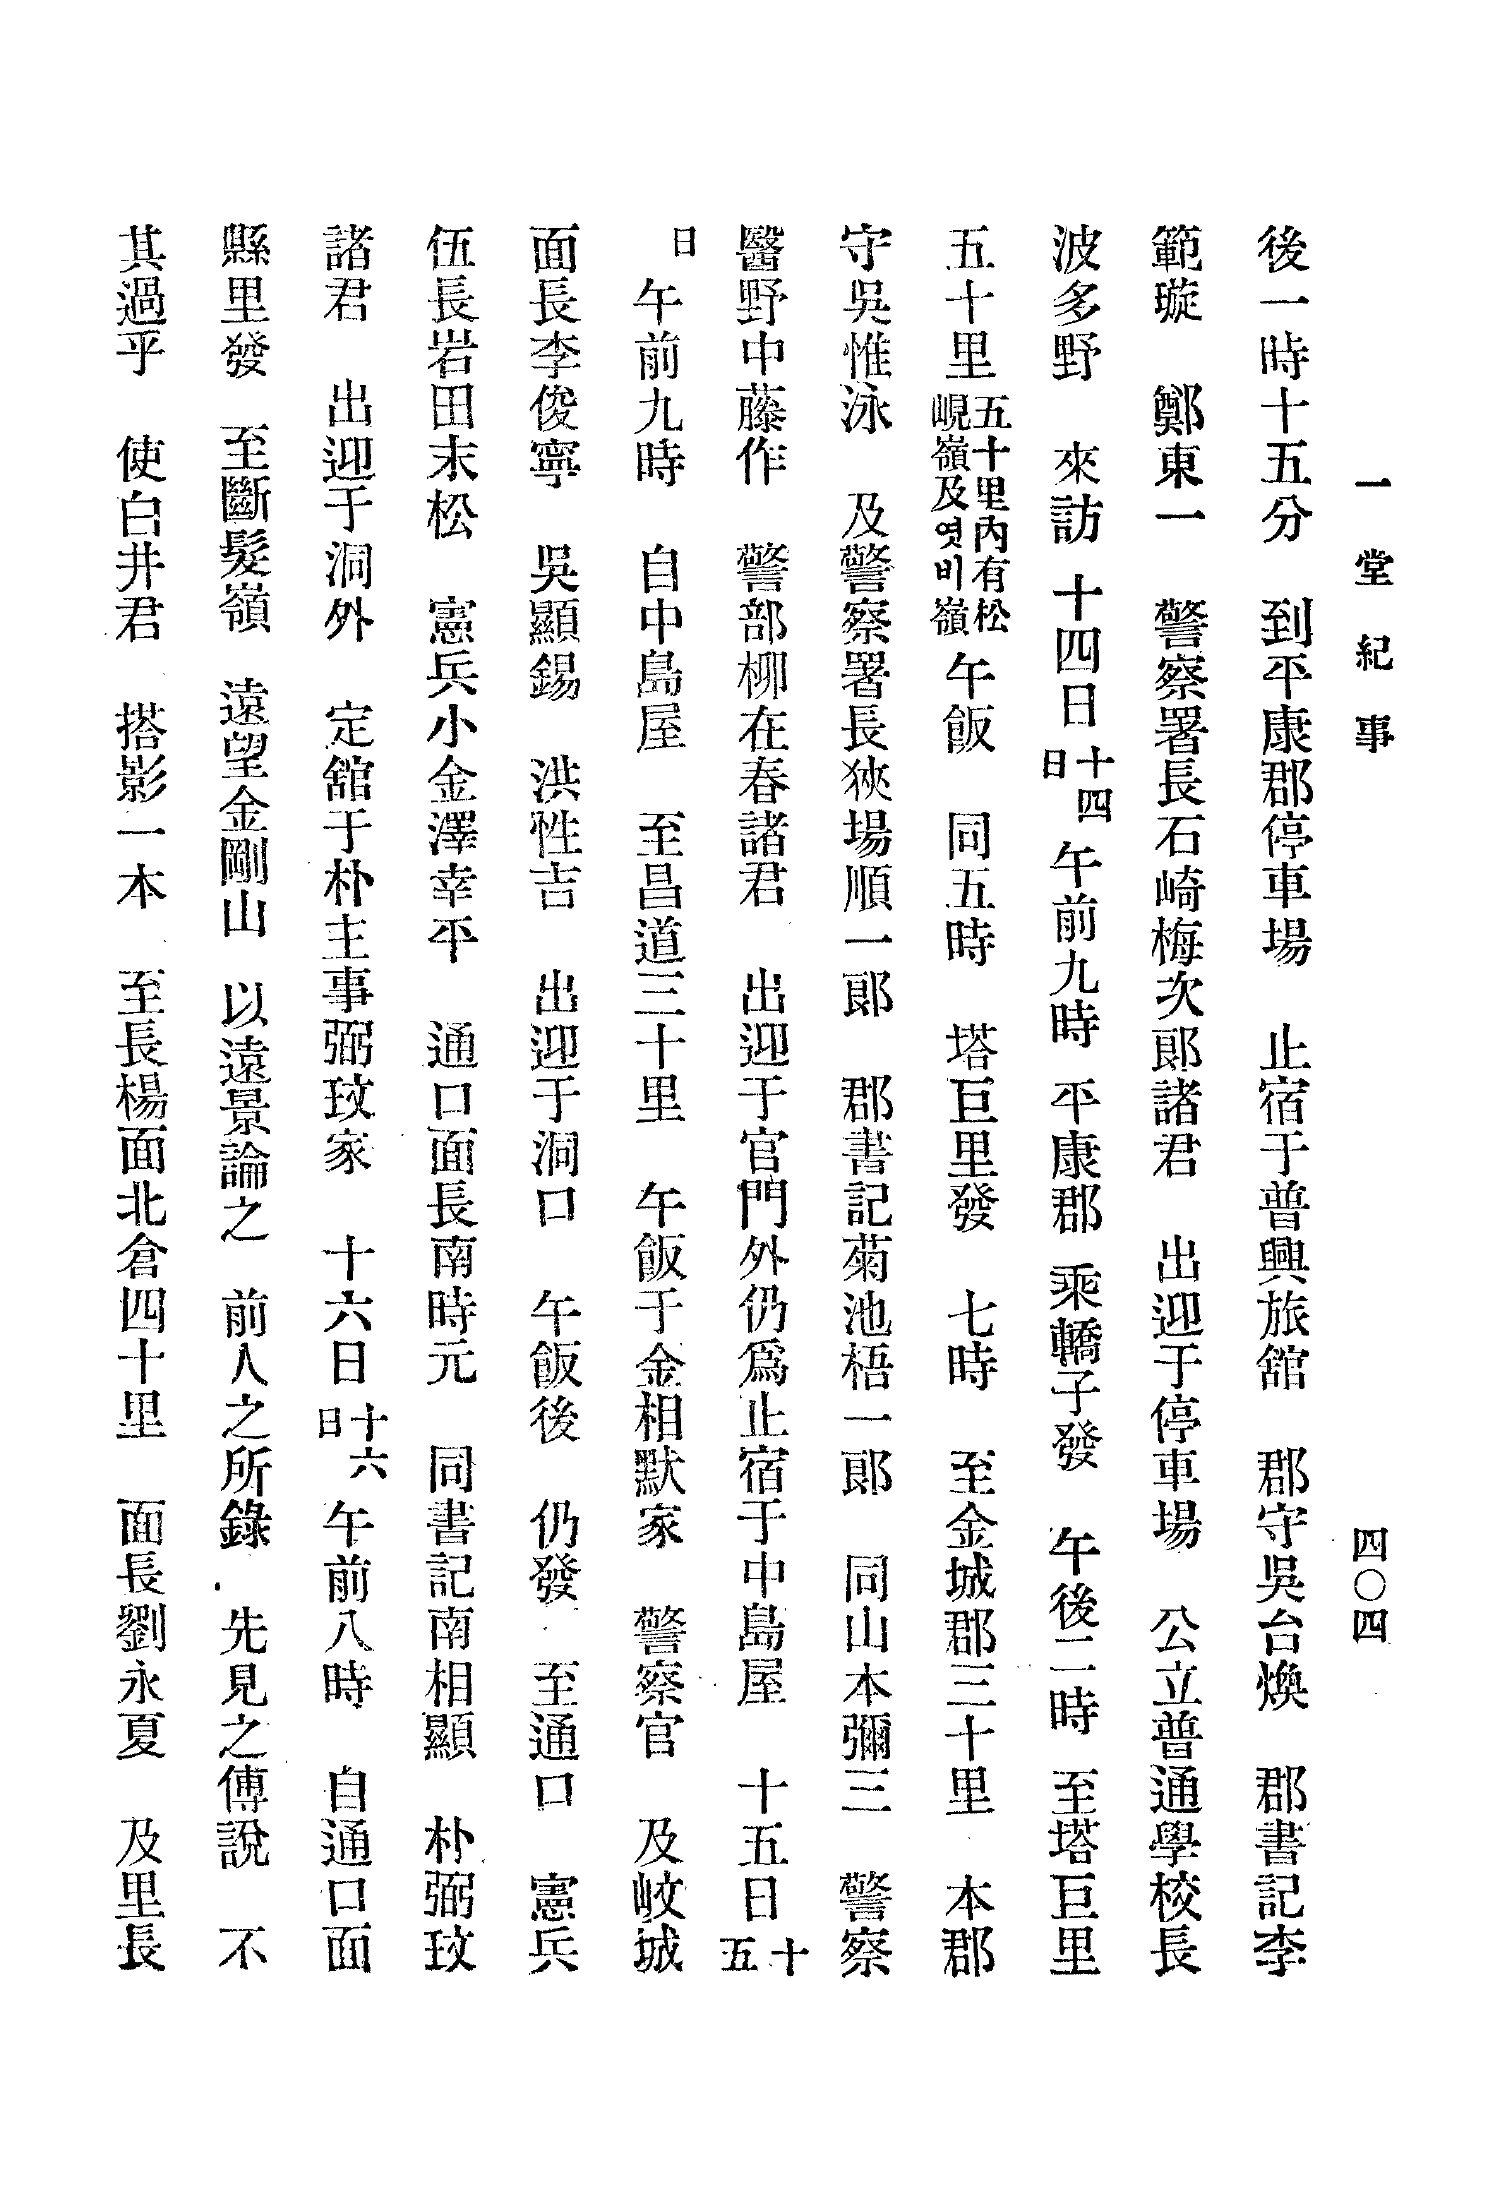 一堂紀事
四〇四
後一時十五分 到平康郡停車場 止宿于普興旅舘 郡守吳台煥 郡書記李
範璇 鄭東一 警察署長石崎梅次郞諸君 出迎于停車場 公立普通學校長
波多野 來訪 十四日 十四日 午前九時 平康郡 乘轎子發 午後二時 至塔巨里
五十里 五十里內有松峴嶺及엿비嶺 午飯 同五時 塔巨里發 七時 至金城郡三十里 本郡
守吳惟泳 及警察署長狹場順一郞 郡書記菊池梧一郞 同山本彌三 警察
醫野中藤作 警部柳在春諸君 出迎于官門外仍爲止宿于中島屋 十五日 十五
日 午前九時 自中島屋 至昌道三十里 午飯于金相默家 警察官 及岐城
面長李俊寧 吳顯錫 洪性吉 出迎于洞口 午飯後 仍發 至通口 憲兵
伍長岩田末松 憲兵小金澤幸平 通口面長南時元 同書記南相顯 朴弼玟
諸君 出迎于洞外 定舘于朴主事弼玟家 十六日 十六日 午前八時 自通口面
縣里發 至斷髮嶺 遠望金剛山 以遠景論之 前人之所錄 先見之傳說 不
其過乎 使白井君 搭影一本 至長楊面北倉四十里 面長劉永夏 及里長